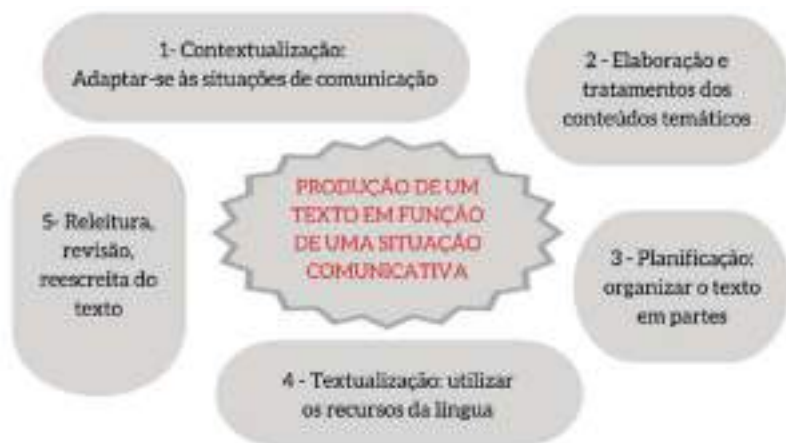 1- Contextualização:
Adaptar-se às situações de comunicação
2 - Elaboração e
tratamentos dos
conteúdos temáticos
PRODUÇÃO DE UM
TEXTO EM FUNÇÃO
DE UMA SITUAÇÃO
COMUNICATIVA
3 - Planificação:
organizar o texto
em partes
4 - Textualização: utilizar
os recursos da língua
5- Releitura,
revisão,
reescreita do
texto